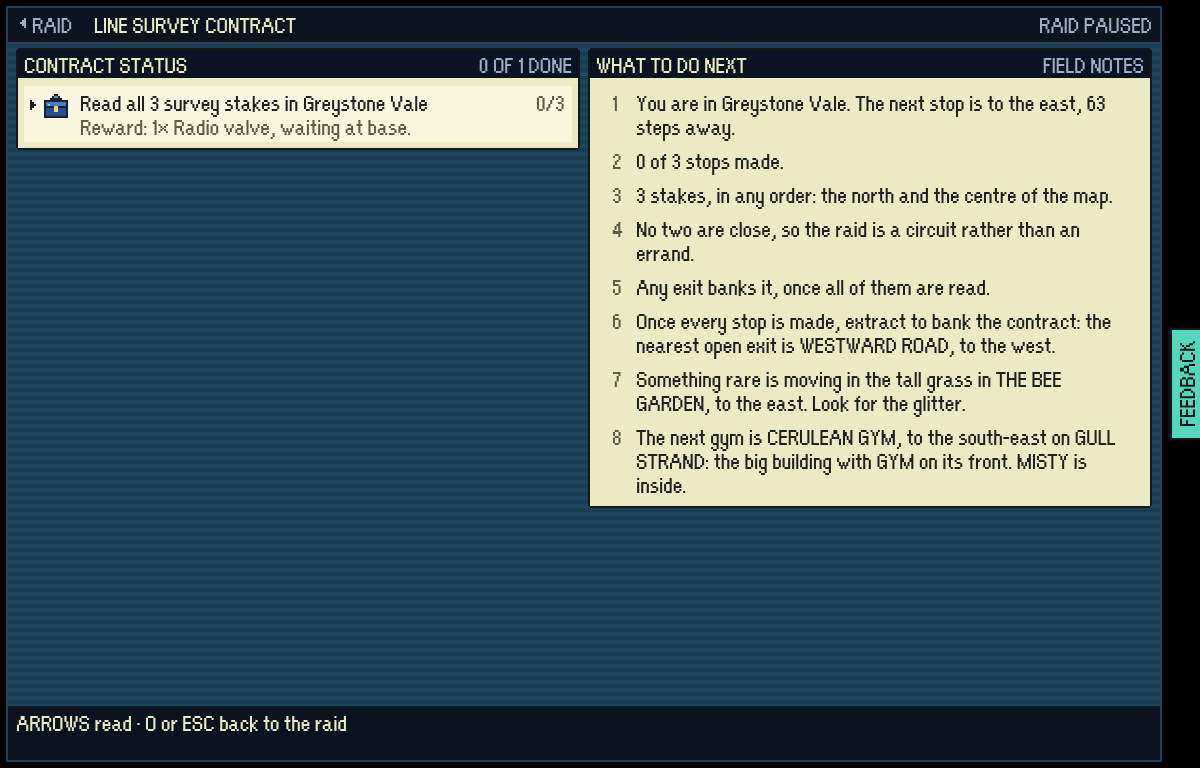 RAID LINE SURVEY CONTRACT RAID PAUSED
CONTRACT STATUS 0 OF 1 DONE
Read all 3 survey stakes in Greystone Vale 0/3
Reward: 1× Radio valve, waiting at base.
WHAT TO DO NEXT FIELD NOTES
1 You are in Greystone Vale. The next stop is to the east, 63
steps away.
2 0 of 3 stops made.
3 3 stakes, in any order: the north and the centre of the map.
4 No two are close, so the raid is a circuit rather than an
errand.
5 Any exit banks it, once all of them are read.
6 Once every stop is made, extract to bank the contract: the
nearest open exit is WESTWARD ROAD, to the west.
7 Something rare is moving in the tall grass in THE BEE
GARDEN, to the east. Look for the glitter.
8 The next gym is CERULEAN GYM, to the south-east on GULL
STRAND: the big building with GYM on its front. MISTY is
inside.
FEEDBACK
ARROWS read · O or ESC back to the raid